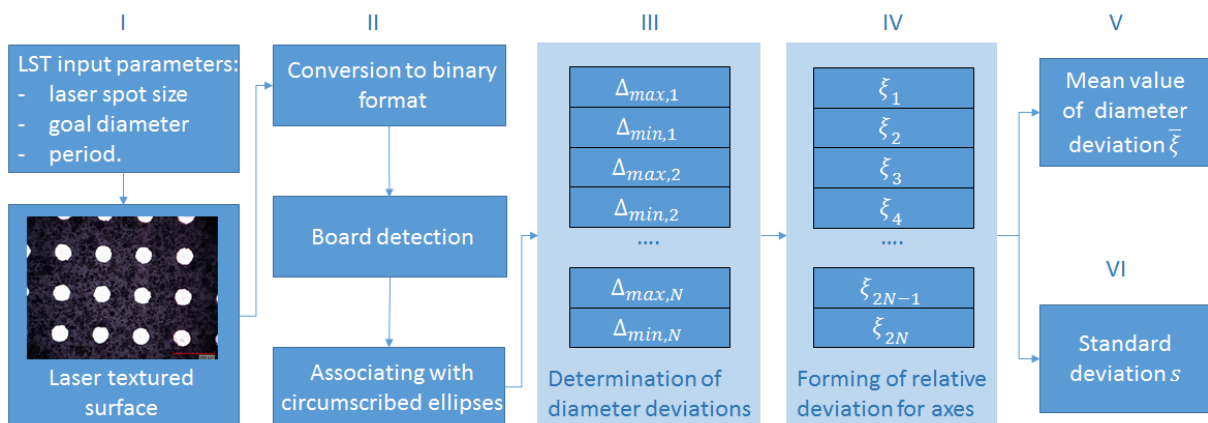 I
LST input parameters:
- laser spot size
- goal diameter
- period.
Laser textured
surface
II
Conversion to binary
format
Board detection
Associating with
circumscribed ellipses
III
Δmax,1
Δmin,1
Δmax,2
Δmin,2
....
Δmax,N
Δmin,N
Determination of
diameter deviations
IV
ξ1
ξ2
ξ3
ξ4
....
ξ2N−1
ξ2N
Forming of relative
deviation for axes
V
Mean value
of diameter
deviation ξ̅
VI
Standard
deviation s